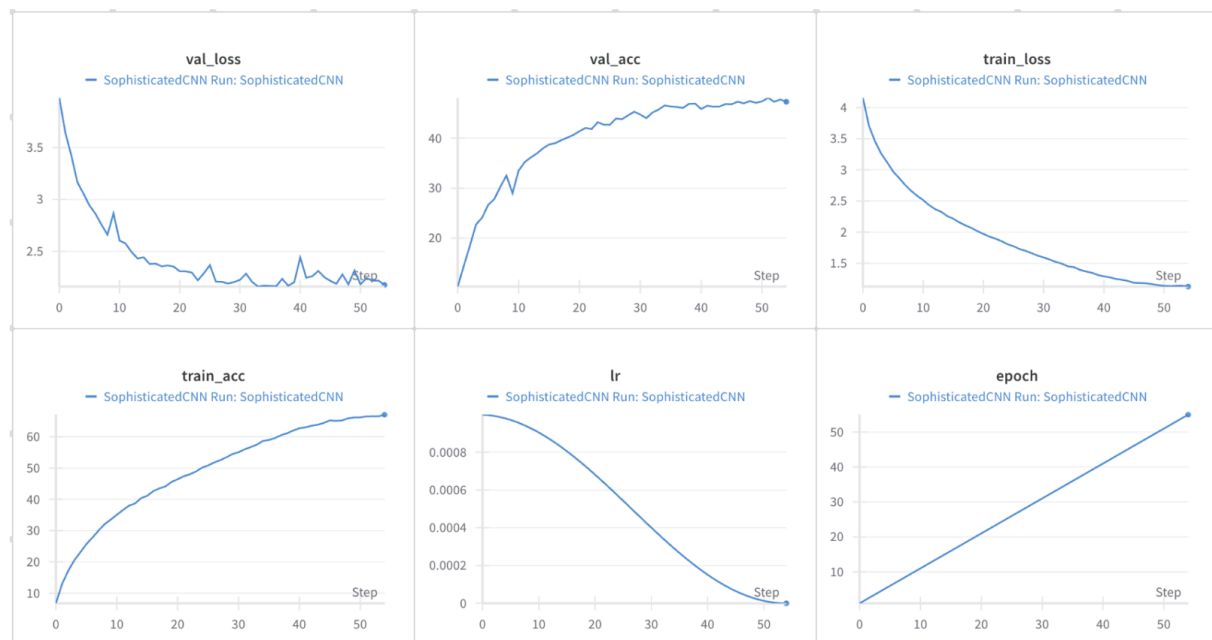 val_loss
SophisticatedCNN Run: SophisticatedCNN
3.5
3
2.5
Step
0 10 20 30 40 50
val_acc
SophisticatedCNN Run: SophisticatedCNN
40
30
20
Step
0 10 20 30 40 50
train_loss
SophisticatedCNN Run: SophisticatedCNN
4
3.5
3
2.5
2
1.5
Step
0 10 20 30 40 50
train_acc
SophisticatedCNN Run: SophisticatedCNN
60
50
40
30
20
10
Step
0 10 20 30 40 50
lr
SophisticatedCNN Run: SophisticatedCNN
0.0008
0.0006
0.0004
0.0002
0
Step
0 10 20 30 40 50
epoch
SophisticatedCNN Run: SophisticatedCNN
50
40
30
20
10
Step
0 10 20 30 40 50